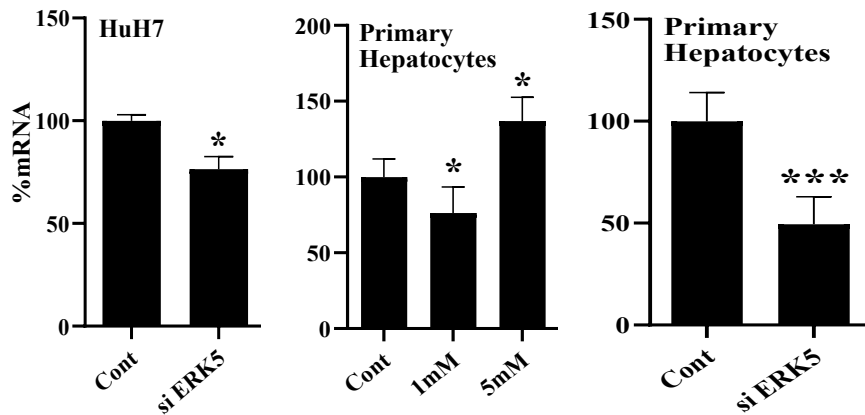 %mRNA
HuH7
150
100
50
0
*
Cont
si ERK5
Primary
Hepatocytes
200
150
100
50
0
*
*
Cont
1mM
5mM
Primary
Hepatocytes
150
100
50
0
***
Cont
si ERK5